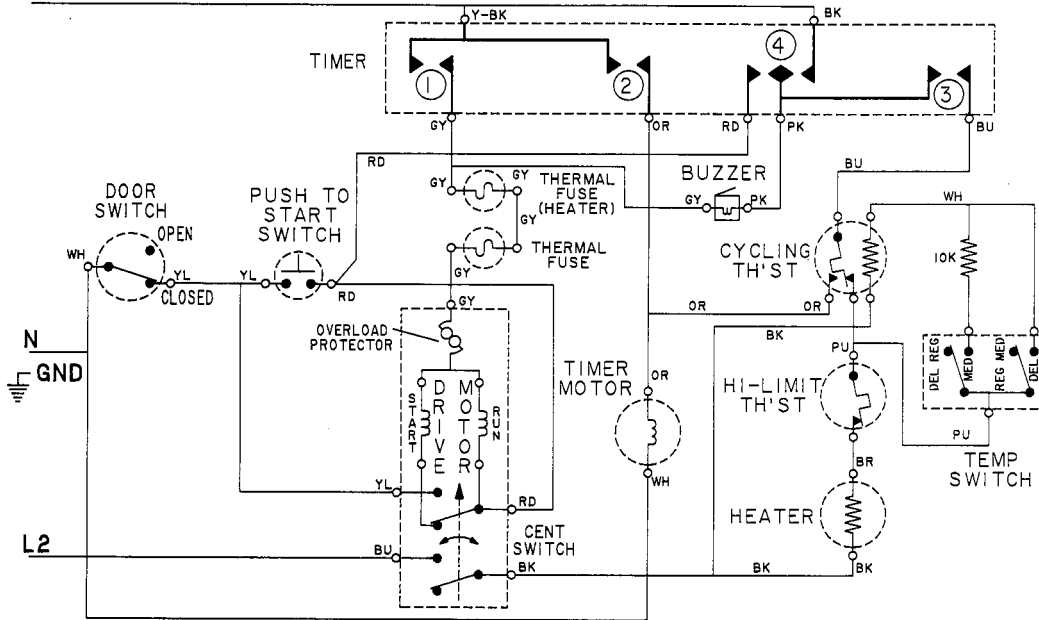 Y-BK
BK
TIMER
4
1
2
3
GY
OR
RD
PK
BU
RD
BU
BUZZER
GY
GY
THERMAL
FUSE
(HEATER)
GY
PK
WH
DOOR
SWITCH
PUSH TO
START
SWITCH
GY
OPEN
THERMAL
FUSE
CYCLING
TH'ST
10K
WH
YL
YL
GY
CLOSED
RD
GY
OR
OR
BK
OVERLOAD
PROTECTOR
N
GND
PU
DEL REG
MED
REG MED
DEL
TIMER
MOTOR
OR
HI-LIMIT
TH'ST
START
DRIVE
MOTOR
RUN
PU
TEMP
SWITCH
BR
WH
YL
RD
HEATER
CENT
SWITCH
L2
BU
BK
BK
BK